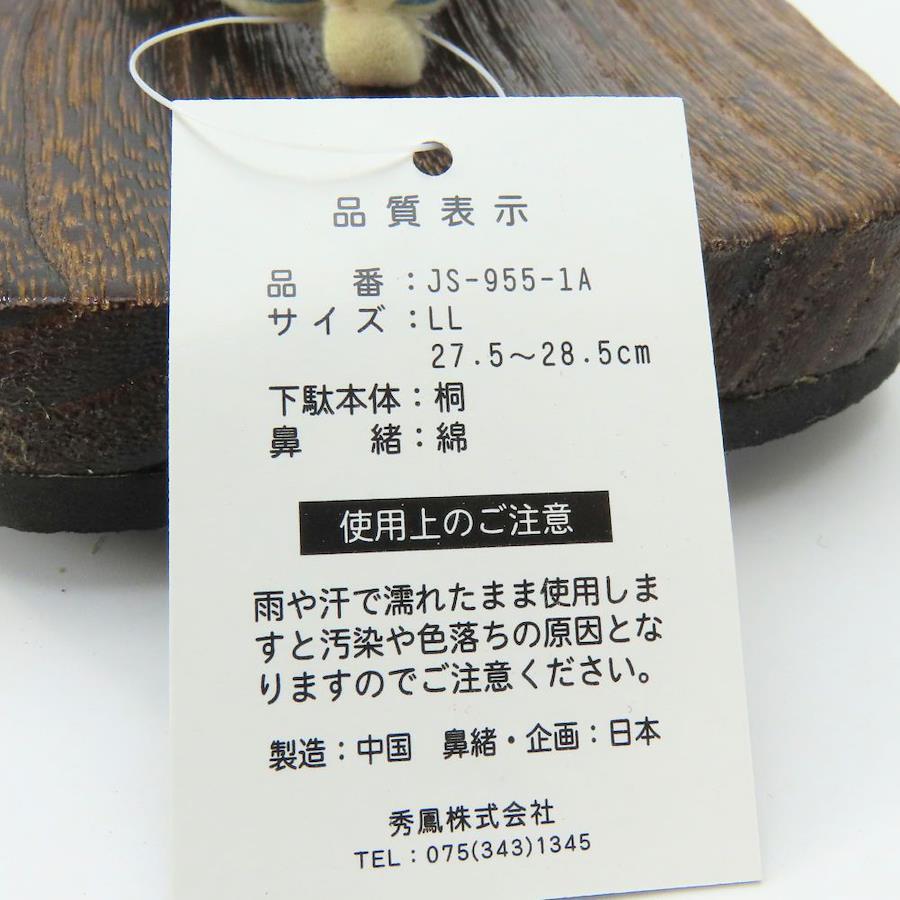 品質表示
品　番：JS-955-1A
サイズ：LL
27.5～28.5cm
下駄本体：桐
鼻　緒：綿
使用上のご注意
雨や汗で濡れたまま使用しま
すと汚染や色落ちの原因とな
りますのでご注意ください。
製造：中国　鼻緒・企画：日本
秀鳳株式会社
TEL：075(343)1345